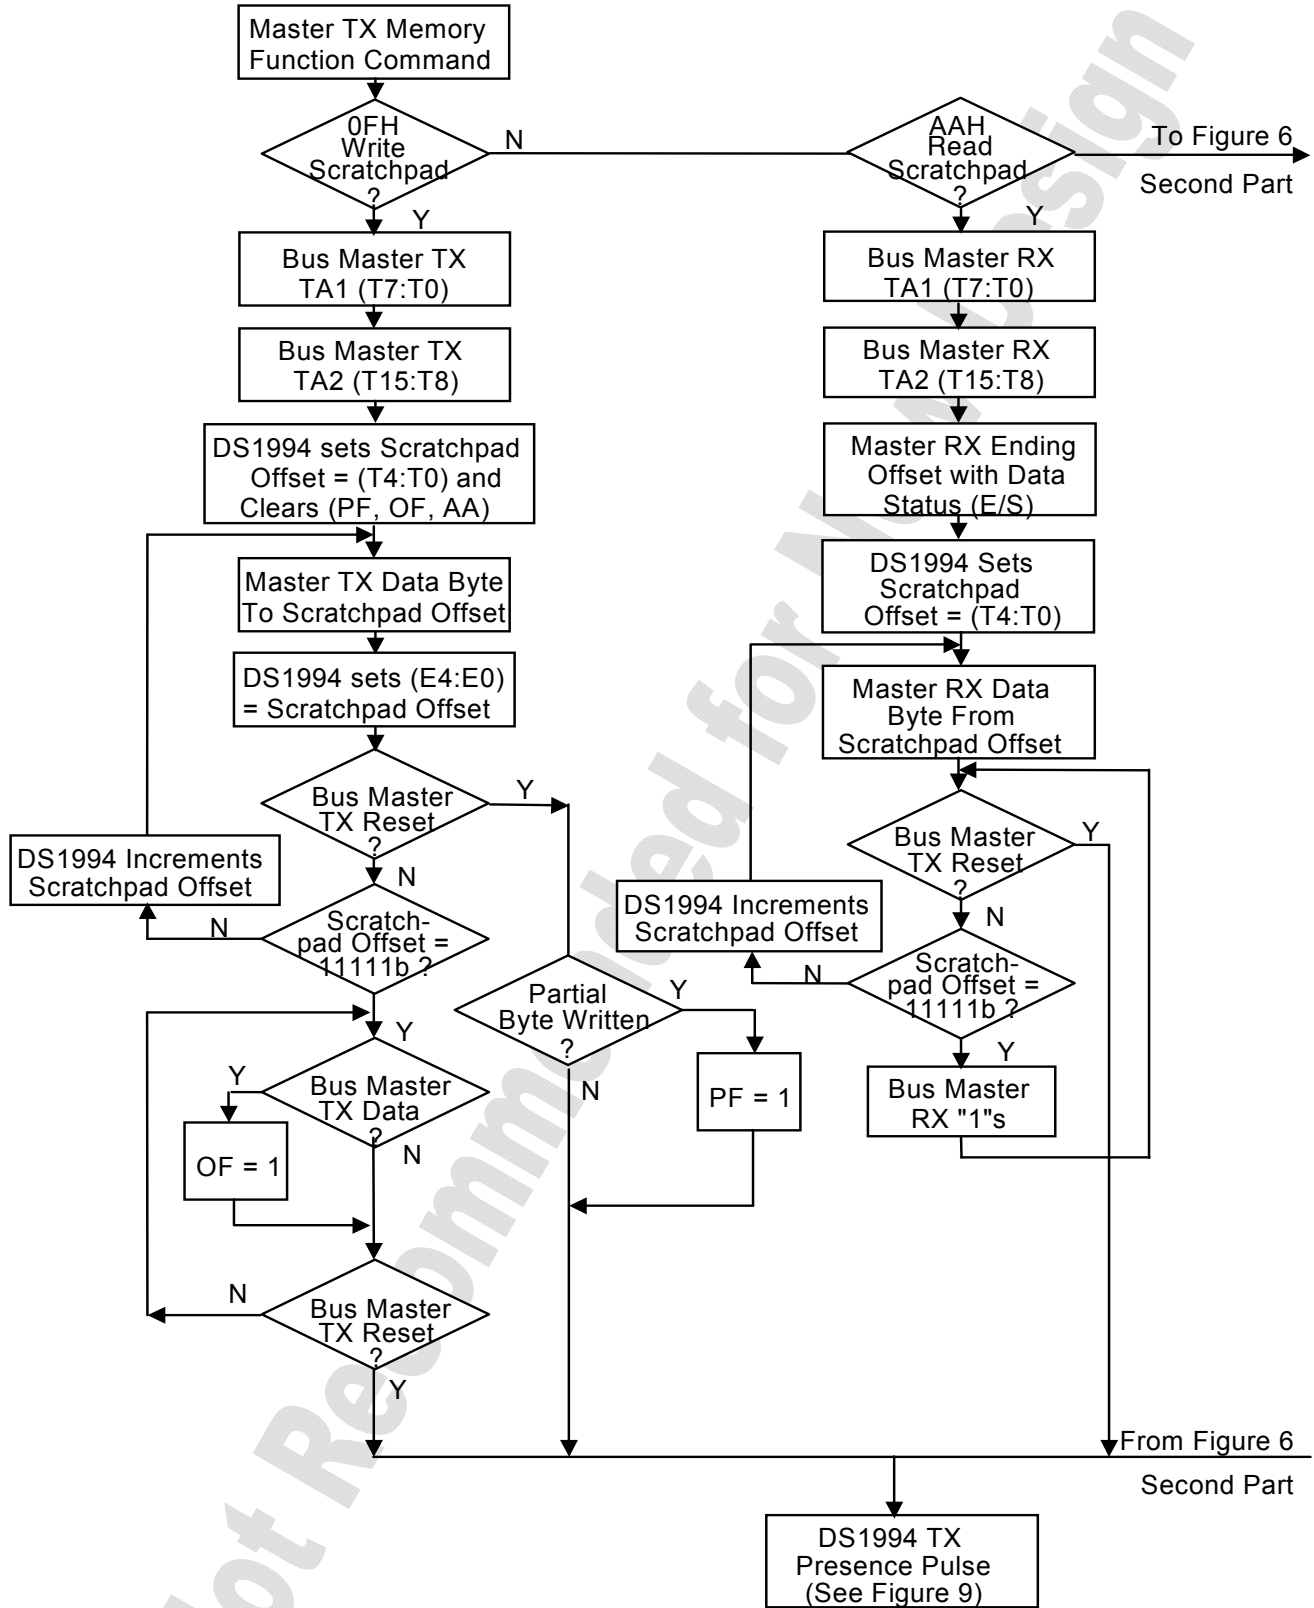 Master TX Memory
Function Command
0FH
Write
Scratchpad
?
N
Y
AAH
Read
Scratchpad
?
Y
To Figure 6
Second Part
Bus Master TX
TA1 (T7:T0)
Bus Master TX
TA2 (T15:T8)
DS1994 sets Scratchpad
Offset = (T4:T0) and
Clears (PF, OF, AA)
Master TX Data Byte
To Scratchpad Offset
DS1994 sets (E4:E0)
= Scratchpad Offset
Bus Master
TX Reset
?
Y
N
DS1994 Increments
Scratchpad Offset
N
Scratch-
pad Offset =
11111b ?
Y
Bus Master
TX Data
?
Y
N
OF = 1
Bus Master
TX Reset
?
N
Y
Partial
Byte Written
?
Y
N
PF = 1
Bus Master RX
TA1 (T7:T0)
Bus Master RX
TA2 (T15:T8)
Master RX Ending
Offset with Data
Status (E/S)
DS1994 Sets
Scratchpad
Offset = (T4:T0)
Master RX Data
Byte From
Scratchpad Offset
Bus Master
TX Reset
?
Y
N
DS1994 Increments
Scratchpad Offset
N
Scratch-
pad Offset =
11111b ?
Y
Bus Master
RX "1"s
From Figure 6
Second Part
DS1994 TX
Presence Pulse
(See Figure 9)
Not Recommended for New Design